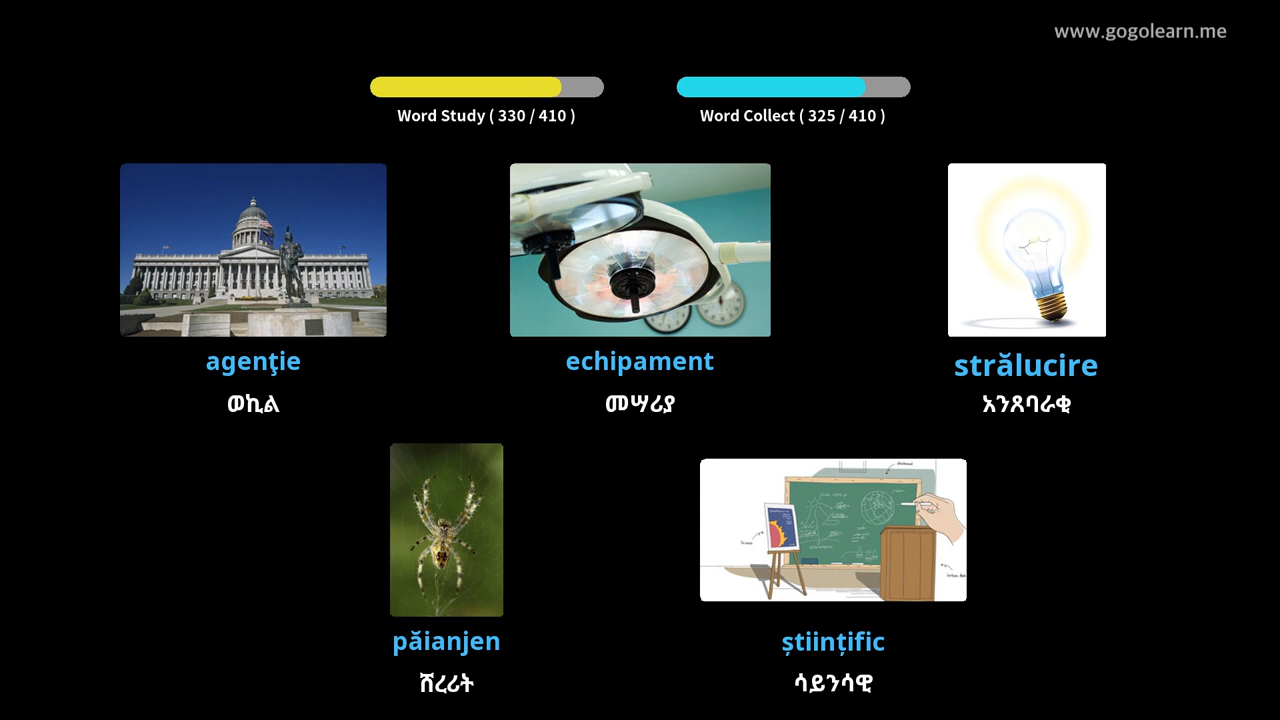 www.gogolearn.me
Word Study ( 330 / 410 )
Word Collect ( 325 / 410 )
agenţie
echipament
strălucire
ወኪል
መሣሪያ
አንጸባራቂ
păianjen
științific
ሸረሪት
ሳይንሳዊ